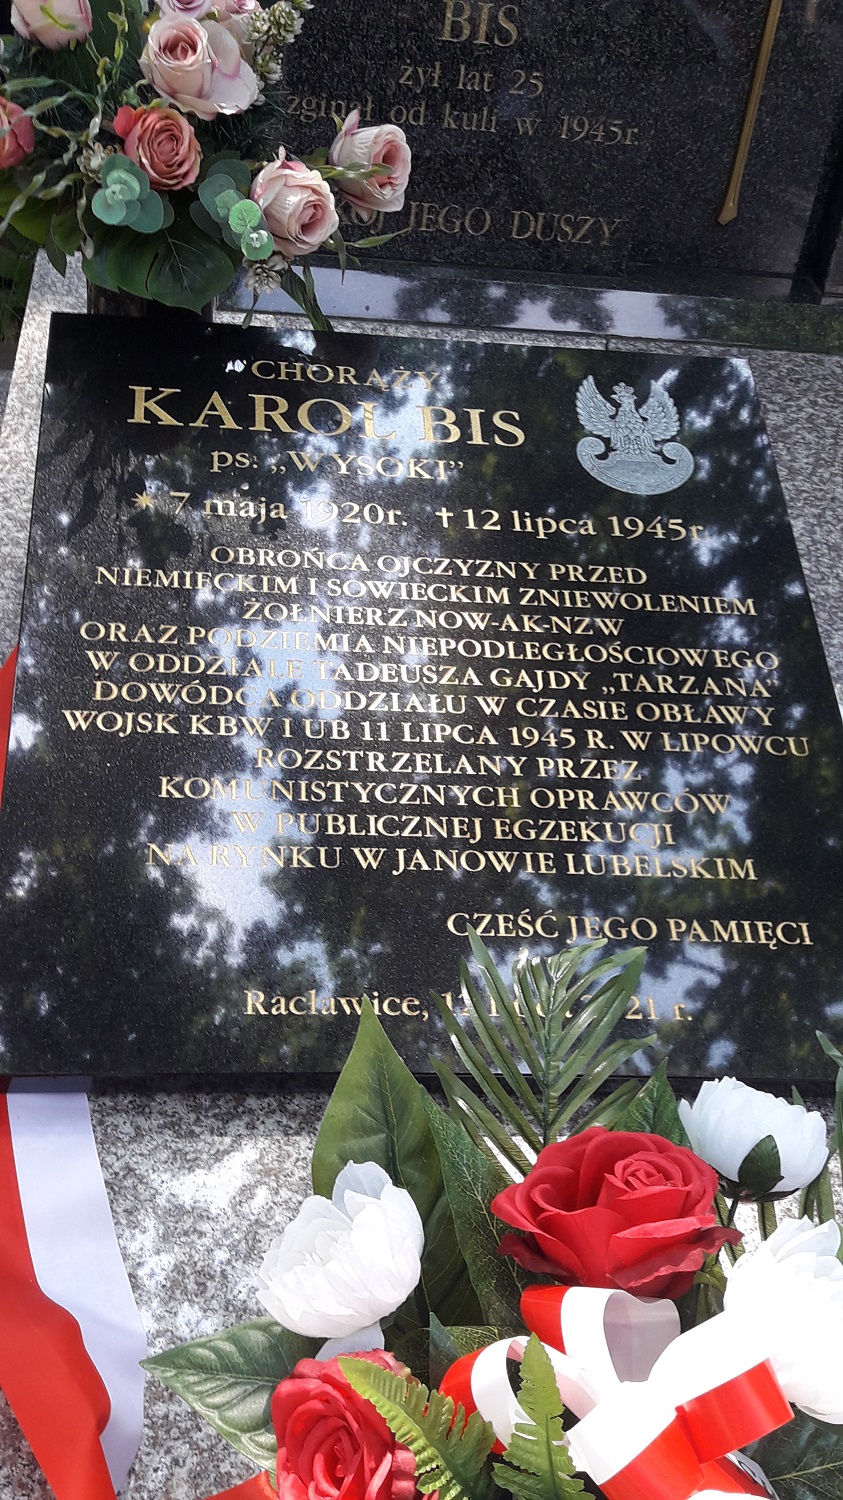 BIS
żył lat 25
zginął od kuli w 1945r.
JEGO DUSZY
CHORĄŻY
KAROL BIS
ps. „WYSOKI”
* 7 maja 1920r. † 12 lipca 1945r.
OBROŃCA OJCZYZNY PRZED
NIEMIECKIM I SOWIECKIM ZNIEWOLENIEM
ŻOŁNIERZ NOW-AK-NZW
ORAZ PODZIEMIA NIEPODLEGŁOŚCIOWEGO
W ODDZIALE TADEUSZA GAJDY „TARZANA”
DOWÓDCA ODDZIAŁU W CZASIE OBŁAWY
WOJSK KBW I UB 11 LIPCA 1945 R. W LIPOWCU
ROZSTRZELANY PRZEZ
KOMUNISTYCZNYCH OPRAWCÓW
W PUBLICZNEJ EGZEKUCJI
NA RYNKU W JANOWIE LUBELSKIM
CZEŚĆ JEGO PAMIĘCI
Racławice, 21 r.